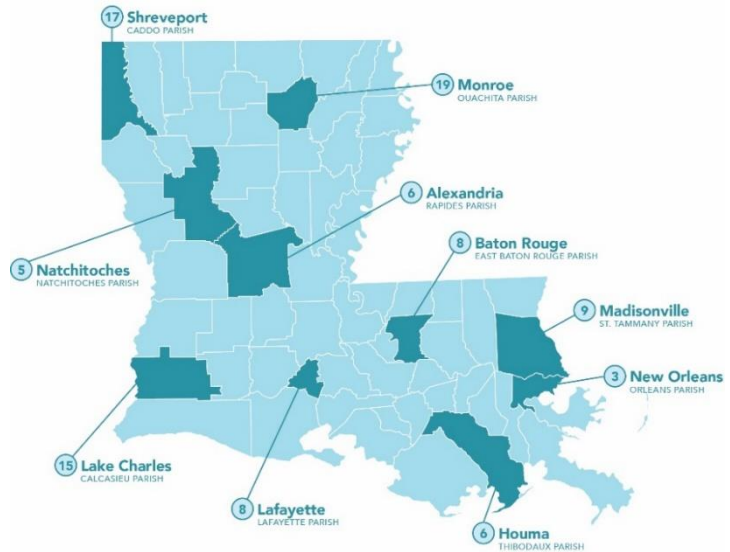 17 Shreveport
CADDO PARISH
19 Monroe
OUACHITA PARISH
6 Alexandria
RAPIDES PARISH
8 Baton Rouge
EAST BATON ROUGE PARISH
5 Natchitoches
NATCHITOCHES PARISH
9 Madisonville
ST. TAMMANY PARISH
3 New Orleans
ORLEANS PARISH
15 Lake Charles
CALCASIEU PARISH
8 Lafayette
LAFAYETTE PARISH
6 Houma
THIBODAUX PARISH